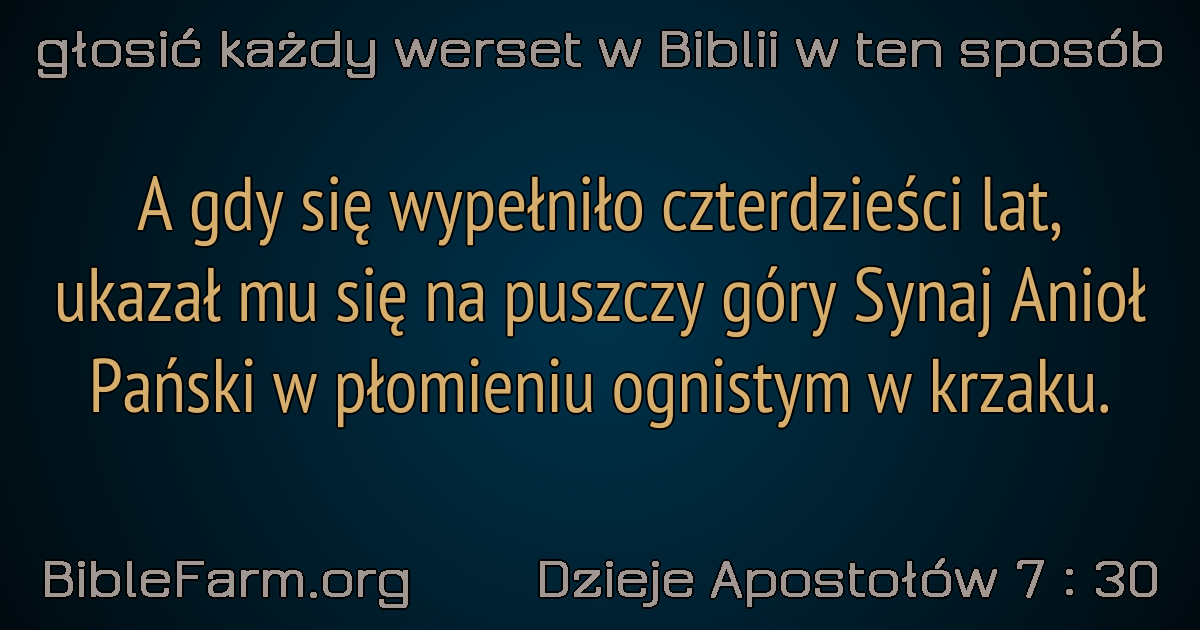 głosić każdy werset w Biblii w ten sposób
A gdy się wypełniło czterdzieści lat,
ukazał mu się na puszczy góry Synaj Anioł
Pański w płomieniu ognistym w krzaku.
BibleFarm.org
Dzieje Apostołów 7 : 30